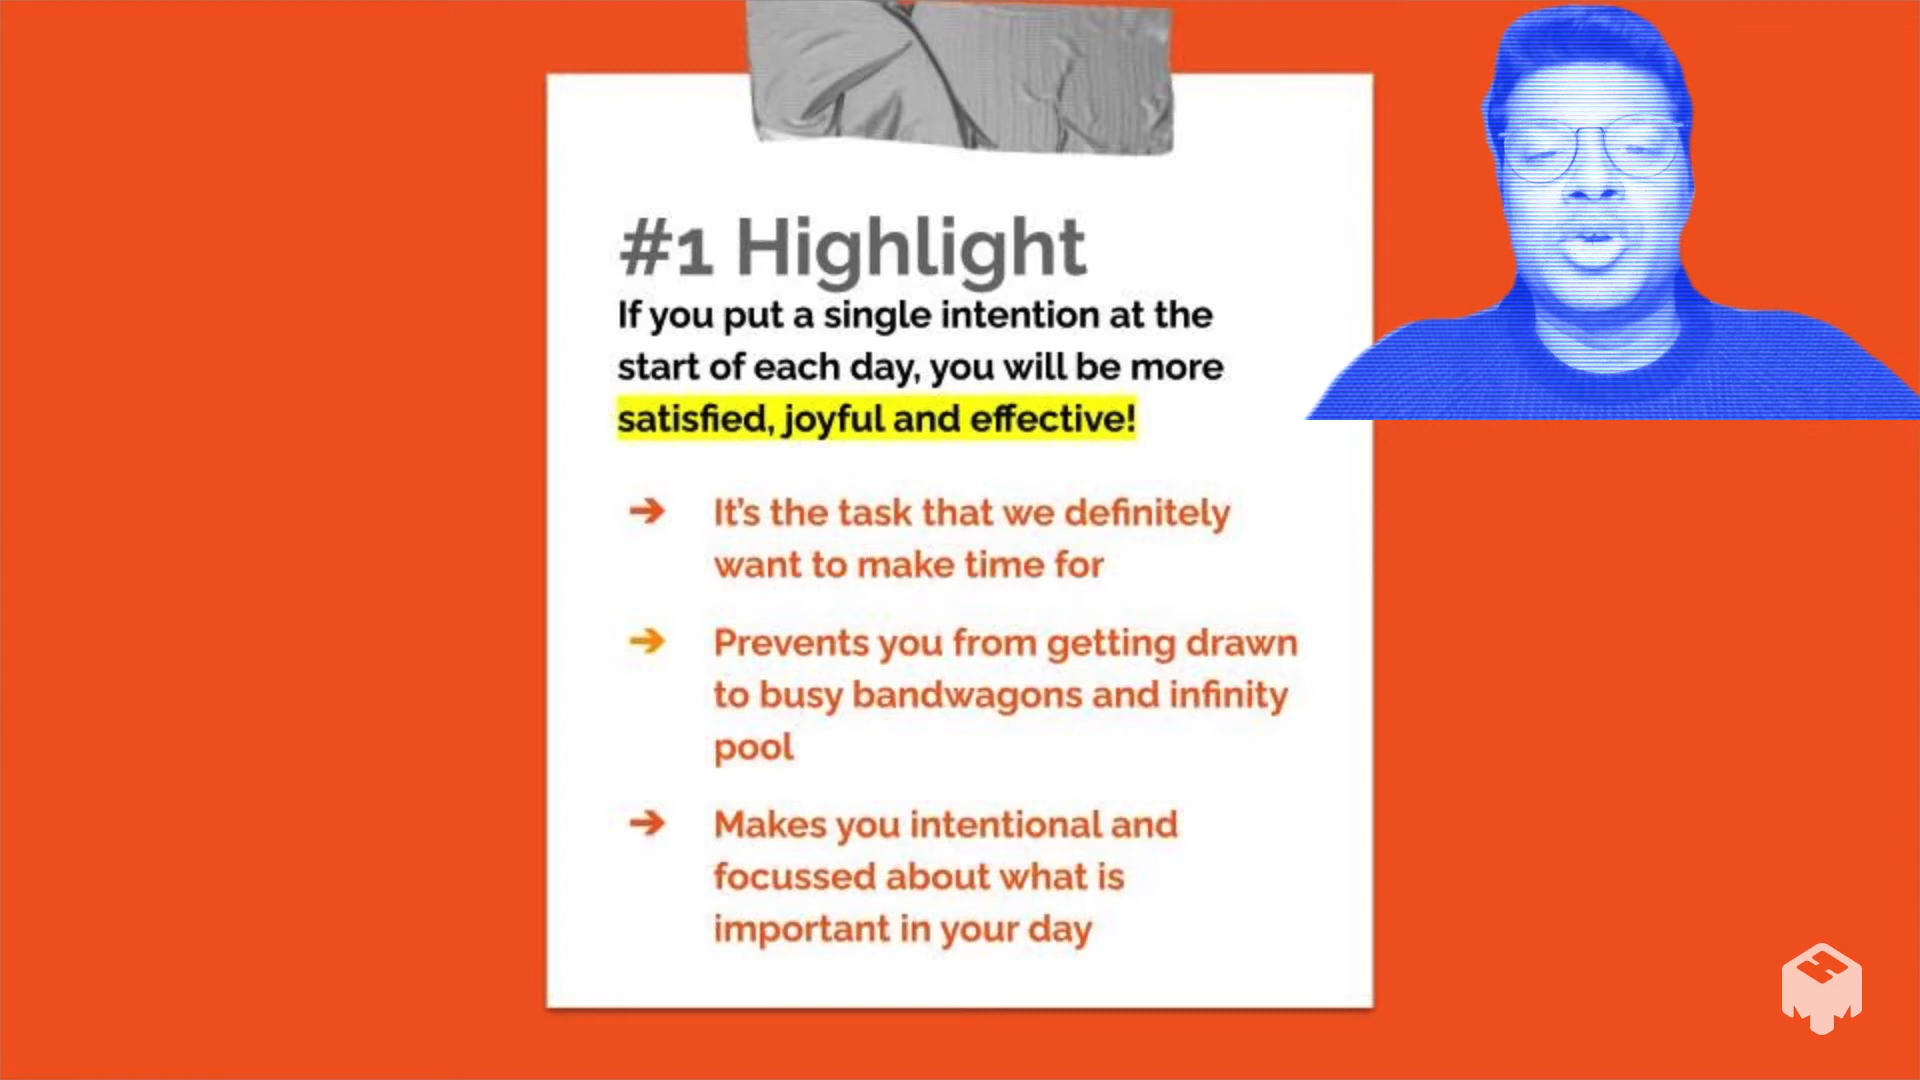 #1 Highlight
If you put a single intention at the
start of each day, you will be more
satisfied, joyful and effective!
➔ It's the task that we definitely
want to make time for
➔ Prevents you from getting drawn
to busy bandwagons and infinity
pool
➔ Makes you intentional and
focussed about what is
important in your day